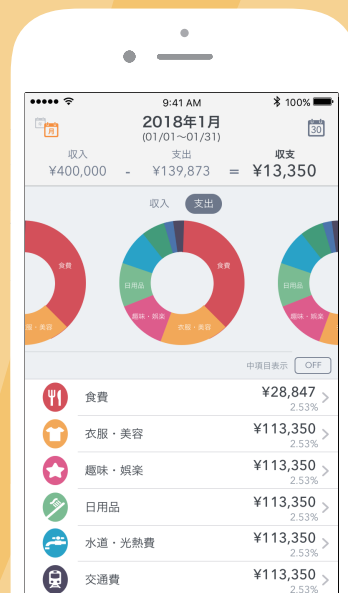 9:41 AM 100%
月
2018年1月
(01/01〜01/31)
30
収入 支出 収支
¥400,000 - ¥139,873 = ¥13,350
収入 支出
食費 食費
日用品 日用品
服・美容 趣味・娯楽 衣服・美容 趣味・娯楽
中項目表示 OFF
食費 ¥28,847
2.53%
衣服・美容 ¥113,350
2.53%
趣味・娯楽 ¥113,350
2.53%
日用品 ¥113,350
2.53%
水道・光熱費 ¥113,350
2.53%
交通費 ¥113,350
2.53%